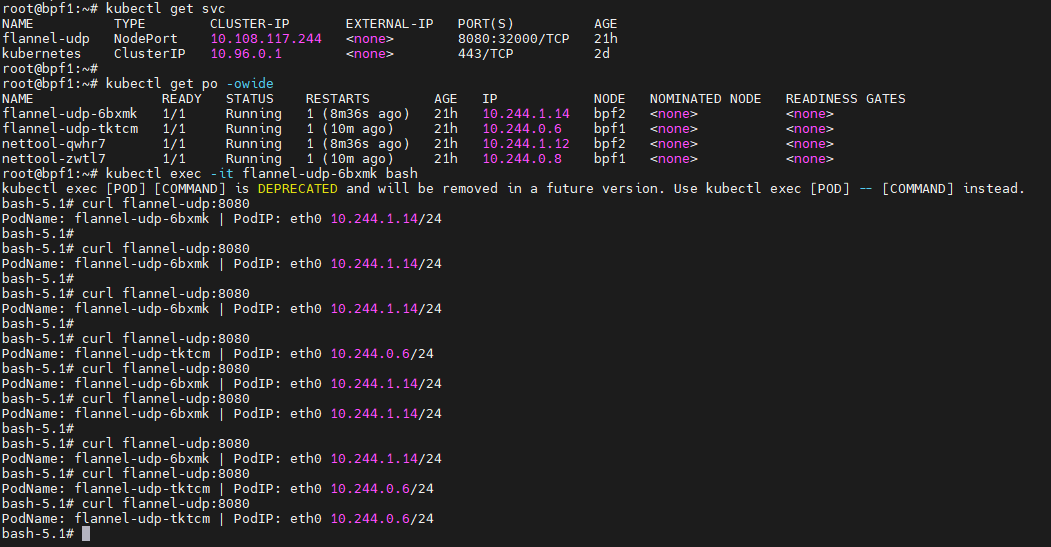 root@bpf1:~# kubectl get svc
NAME          TYPE        CLUSTER-IP       EXTERNAL-IP   PORT(S)          AGE
flannel-udp   NodePort    10.108.117.244   <none>        8080:32000/TCP   21h
kubernetes    ClusterIP   10.96.0.1        <none>        443/TCP          2d
root@bpf1:~#
root@bpf1:~# kubectl get po -owide
NAME                READY   STATUS    RESTARTS        AGE   IP            NODE   NOMINATED NODE   READINESS GATES
flannel-udp-6bxmk   1/1     Running   1 (8m36s ago)   21h   10.244.1.14   bpf2   <none>           <none>
flannel-udp-tktcm   1/1     Running   1 (10m ago)     21h   10.244.0.6    bpf1   <none>           <none>
nettool-qwhr7       1/1     Running   1 (8m36s ago)   21h   10.244.1.12   bpf2   <none>           <none>
nettool-zwtl7       1/1     Running   1 (10m ago)     21h   10.244.0.8    bpf1   <none>           <none>
root@bpf1:~# kubectl exec -it flannel-udp-6bxmk bash
kubectl exec [POD] [COMMAND] is DEPRECATED and will be removed in a future version. Use kubectl exec [POD] -- [COMMAND] instead.
bash-5.1# curl flannel-udp:8080
PodName: flannel-udp-6bxmk | PodIP: eth0 10.244.1.14/24
bash-5.1#
bash-5.1# curl flannel-udp:8080
PodName: flannel-udp-6bxmk | PodIP: eth0 10.244.1.14/24
bash-5.1#
bash-5.1# curl flannel-udp:8080
PodName: flannel-udp-6bxmk | PodIP: eth0 10.244.1.14/24
bash-5.1#
bash-5.1# curl flannel-udp:8080
PodName: flannel-udp-tktcm | PodIP: eth0 10.244.0.6/24
bash-5.1# curl flannel-udp:8080
PodName: flannel-udp-6bxmk | PodIP: eth0 10.244.1.14/24
bash-5.1# curl flannel-udp:8080
PodName: flannel-udp-6bxmk | PodIP: eth0 10.244.1.14/24
bash-5.1#
bash-5.1# curl flannel-udp:8080
PodName: flannel-udp-6bxmk | PodIP: eth0 10.244.1.14/24
bash-5.1# curl flannel-udp:8080
PodName: flannel-udp-tktcm | PodIP: eth0 10.244.0.6/24
bash-5.1# curl flannel-udp:8080
PodName: flannel-udp-tktcm | PodIP: eth0 10.244.0.6/24
bash-5.1#